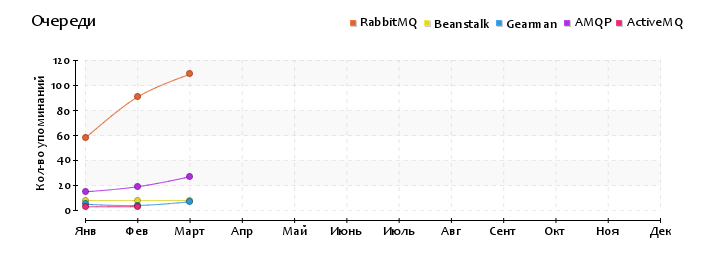 Очереди
RabbitMQ Beanstalk Gearman AMQP ActiveMQ
Кол-во упоминаний
120
100
80
60
40
20
0
Янв Фев Март Апр Май Июнь Июль Авг Сент Окт Ноя Дек